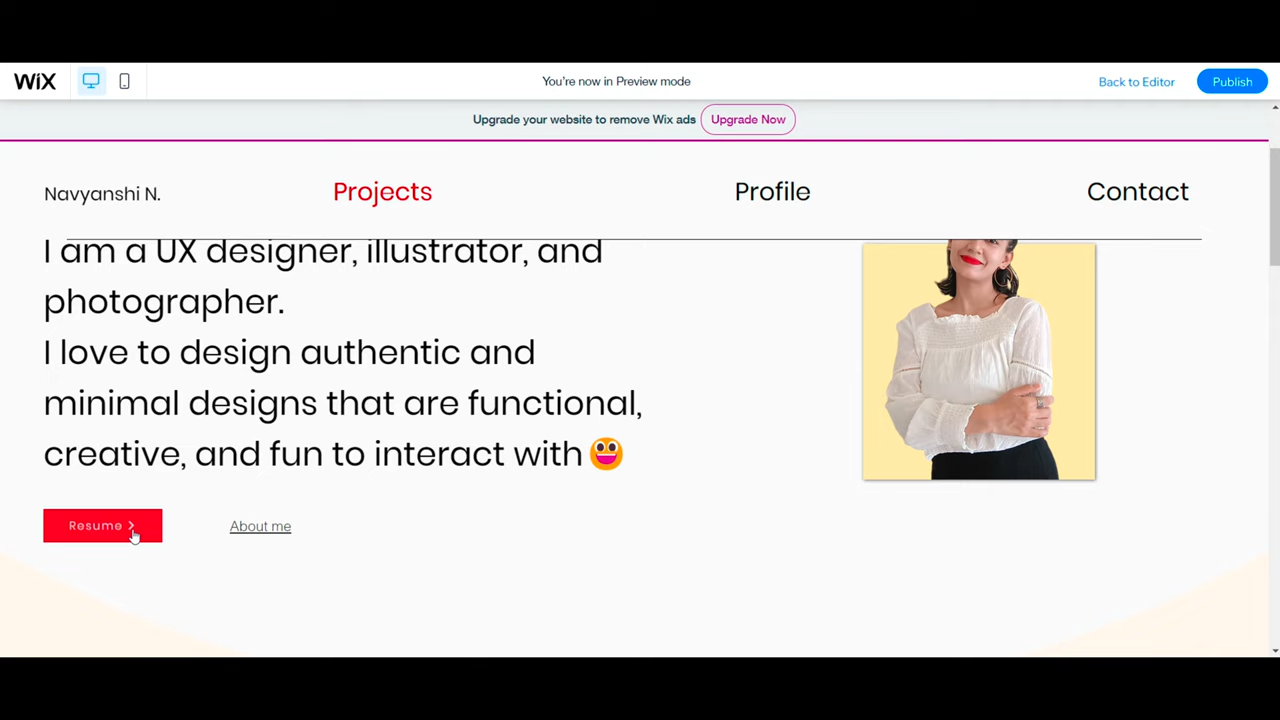 WiX
You're now in Preview mode
Back to Editor
Publish
Upgrade your website to remove Wix ads
Upgrade Now
Navyanshi N.
Projects
Profile
Contact
I am a UX designer, illustrator, and
photographer.
I love to design authentic and
minimal designs that are functional,
creative, and fun to interact with 😀
Resume >
About me